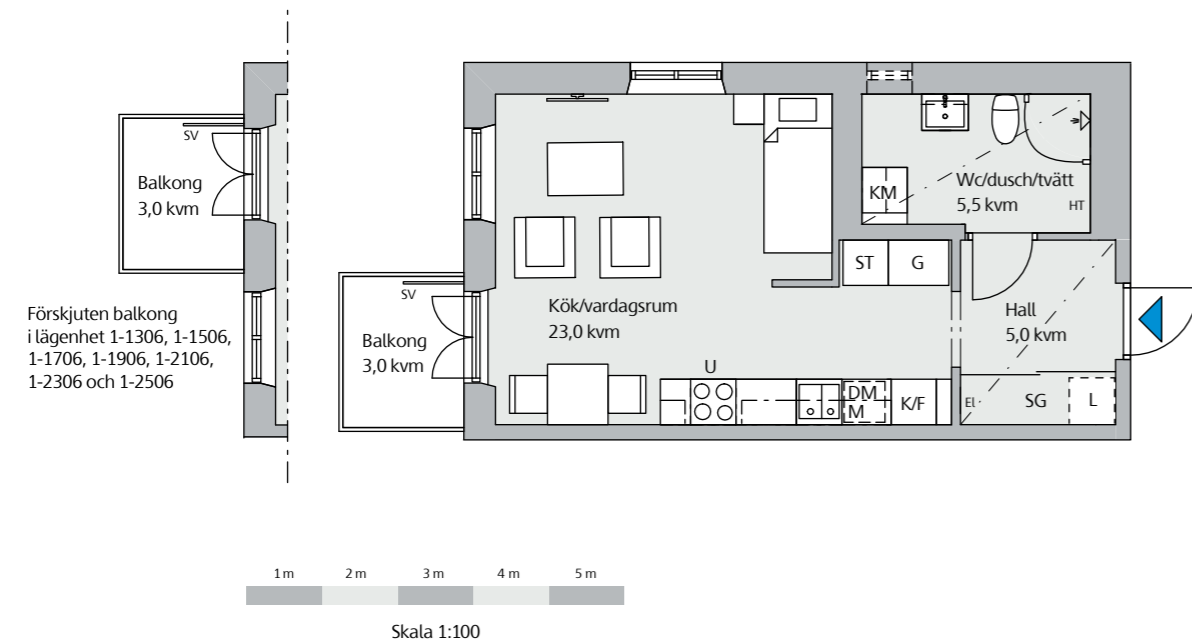 SV
Balkong
3,0 kvm
Förskjuten balkong
i lägenhet 1-1306, 1-1506,
1-1706, 1-1906, 1-2106,
1-2306 och 1-2506
SV
Balkong
3,0 kvm
Kök/vardagsrum
23,0 kvm
U
DM
M
K/F
KM
Wc/dusch/tvätt
5,5 kvm
HT
ST
G
Hall
5,0 kvm
El
SG
L
1 m
2 m
3 m
4 m
5 m
Skala 1:100